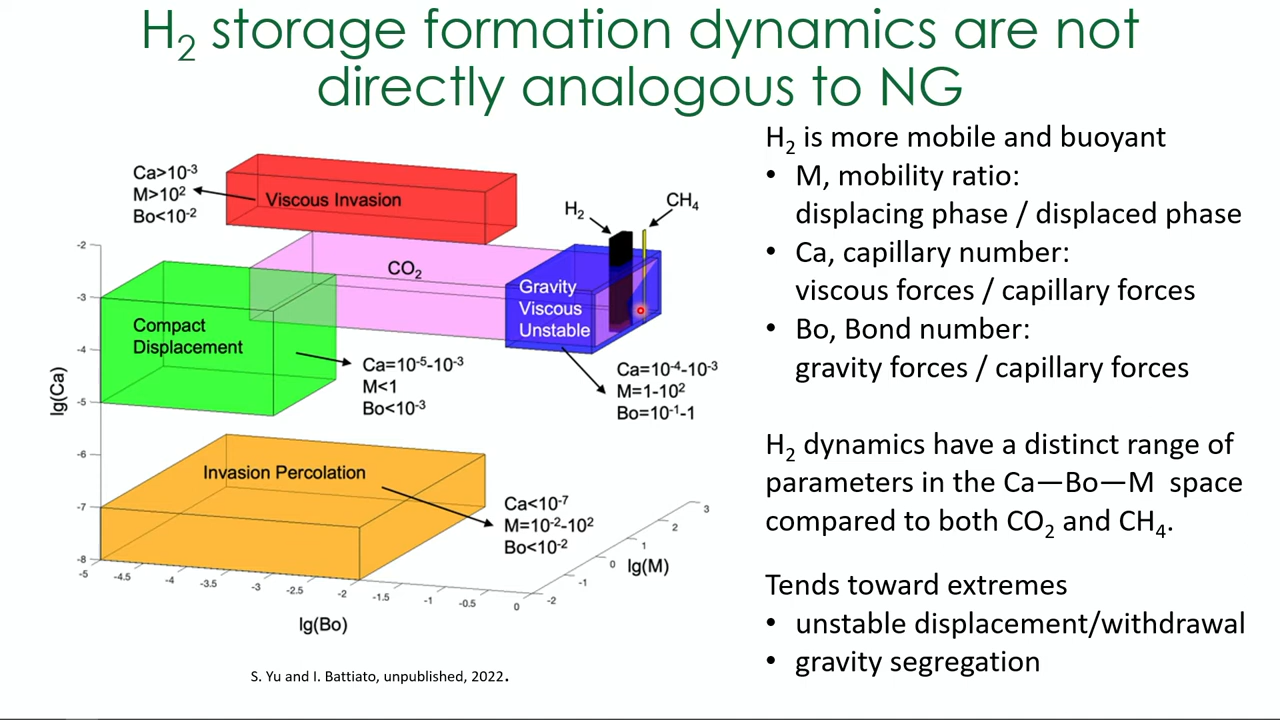 H₂ storage formation dynamics are not
directly analogous to NG
Ca>10⁻³
M>10²
Bo<10⁻²
Viscous Invasion
H₂
CH₄
CO₂
Gravity
Viscous
Unstable
Compact
Displacement
Ca=10⁻⁵-10⁻³
M<1
Bo<10⁻³
Ca=10⁻⁴-10⁻³
M=1-10²
Bo=10⁻¹-1
Invasion Percolation
Ca<10⁻⁷
M=10⁻²-10²
Bo<10⁻²
lg(Ca)
-2
-3
-4
-5
-6
-7
-8
-5
-4.5
-4
-3.5
-3
-2.5
-2
-1.5
-1
-0.5
0
lg(Bo)
-2
-1
0
1
2
3
lg(M)
S. Yu and I. Battiato, unpublished, 2022.
H₂ is more mobile and buoyant
• M, mobility ratio:
displacing phase / displaced phase
• Ca, capillary number:
viscous forces / capillary forces
• Bo, Bond number:
gravity forces / capillary forces
H₂ dynamics have a distinct range of
parameters in the Ca—Bo—M space
compared to both CO₂ and CH₄.
Tends toward extremes
• unstable displacement/withdrawal
• gravity segregation